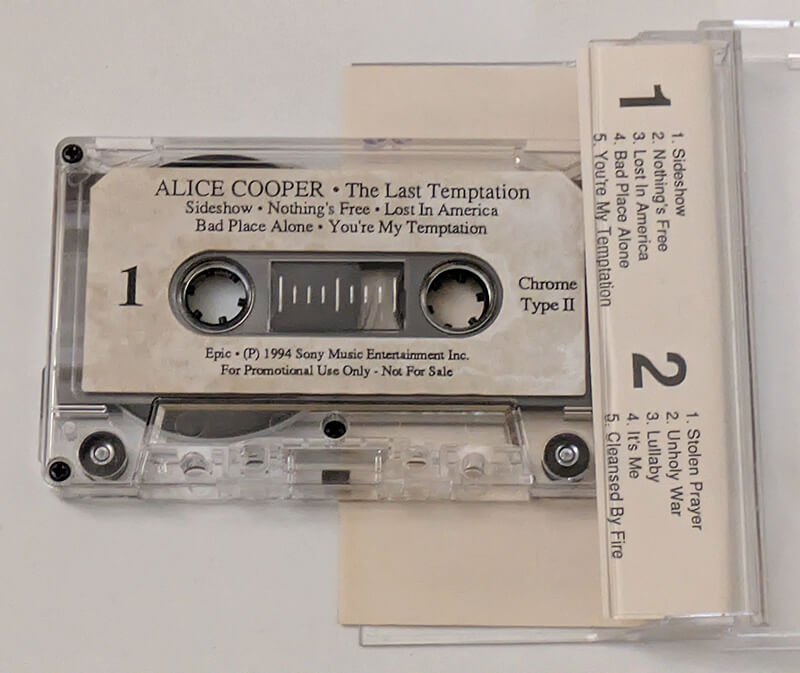 ALICE COOPER • The Last Temptation
Sideshow • Nothing's Free • Lost In America
Bad Place Alone • You're My Temptation
1
Chrome
Type II
Epic • (P) 1994 Sony Music Entertainment Inc.
For Promotional Use Only - Not For Sale
1
1. Sideshow
2. Nothing's Free
3. Lost In America
4. Bad Place Alone
5. You're My Temptation
2
1. Stolen Prayer
2. Unholy War
3. Lullaby
4. It's Me
5. Cleansed By Fire